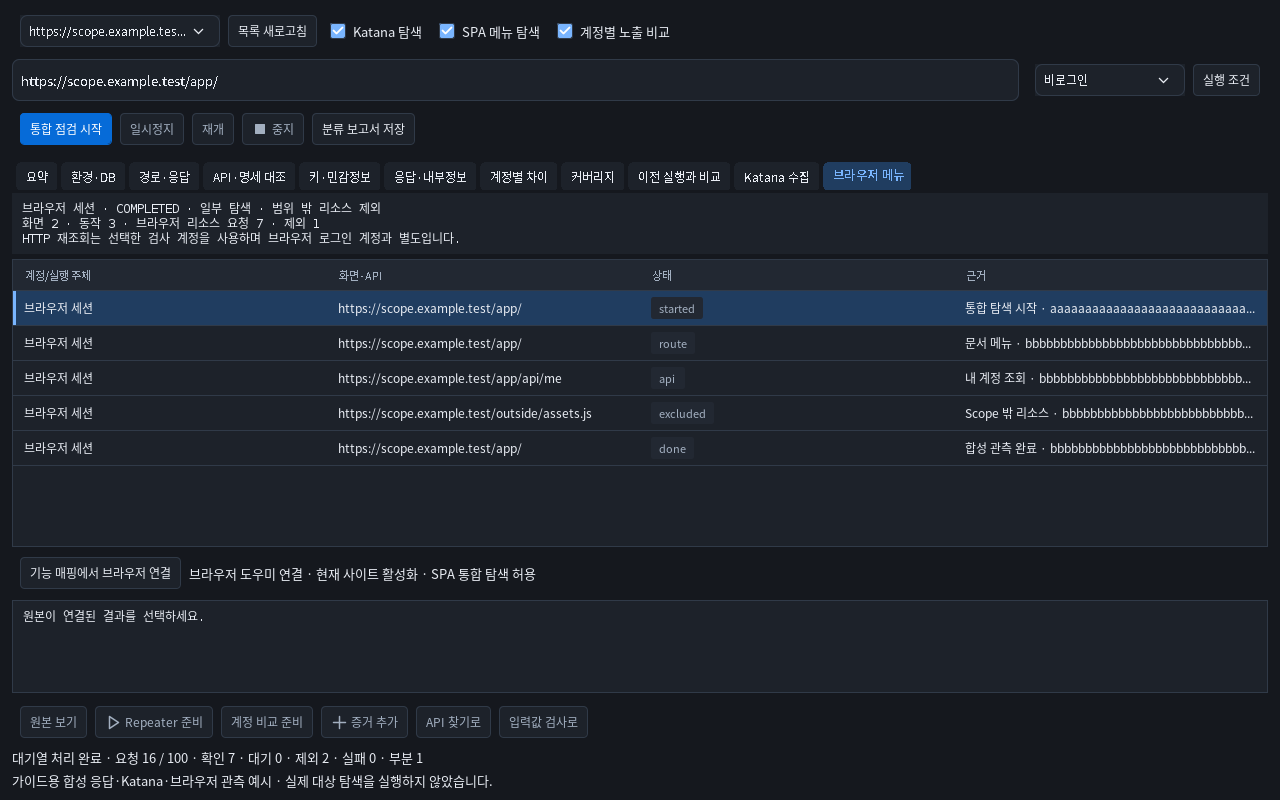 https://scope.example.tes... 목록 새로고침 Katana 탐색 SPA 메뉴 탐색 계정별 노출 비교
https://scope.example.test/app/ 비로그인 실행 조건
통합 점검 시작 일시정지 재개 중지 분류 보고서 저장
요약 환경·DB 경로·응답 API·명세 대조 키·민감정보 응답·내부정보 계정별 차이 커버리지 이전 실행과 비교 Katana 수집 브라우저 메뉴
브라우저 세션 · COMPLETED · 일부 탐색 · 범위 밖 리소스 제외
화면 2 · 동작 3 · 브라우저 리소스 요청 7 · 제외 1
HTTP 재조회는 선택한 검사 계정을 사용하며 브라우저 로그인 계정과 별도입니다.
계정/실행 주체 화면·API 상태 근거
브라우저 세션 https://scope.example.test/app/ started 통합 탐색 시작 · aaaaaaaaaaaaaaaaaaaaaaaaaaaa...
브라우저 세션 https://scope.example.test/app/ route 문서 메뉴 · bbbbbbbbbbbbbbbbbbbbbbbbbbbbbbb...
브라우저 세션 https://scope.example.test/app/api/me api 내 계정 조회 · bbbbbbbbbbbbbbbbbbbbbbbbbbbbb...
브라우저 세션 https://scope.example.test/outside/assets.js excluded Scope 밖 리소스 · bbbbbbbbbbbbbbbbbbbbbbbbbb...
브라우저 세션 https://scope.example.test/app/ done 합성 관측 완료 · bbbbbbbbbbbbbbbbbbbbbbbbbbbb...
기능 매핑에서 브라우저 연결 브라우저 도우미 연결 · 현재 사이트 활성화 · SPA 통합 탐색 허용
원본이 연결된 결과를 선택하세요.
원본 보기 Repeater 준비 계정 비교 준비 증거 추가 API 찾기로 입력값 검사로
대기열 처리 완료 · 요청 16 / 100 · 확인 7 · 대기 0 · 제외 2 · 실패 0 · 부분 1
가이드용 합성 응답·Katana·브라우저 관측 예시 · 실제 대상 탐색을 실행하지 않았습니다.